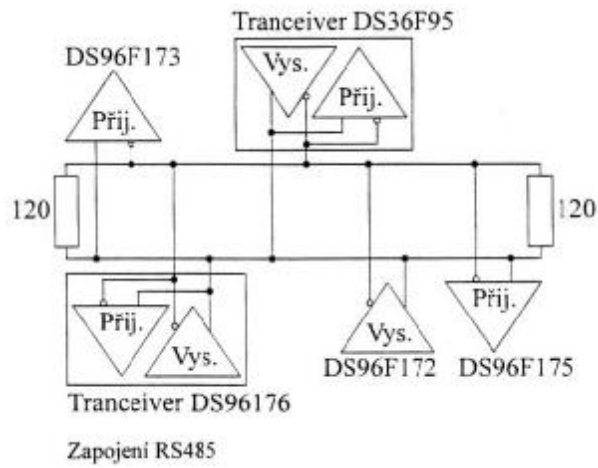 Tranceiver DS36F95
DS96F173
Vys.
Přij.
Přij.
120
120
Přij.
Vys.
Vys.
Přij.
DS96F172
DS96F175
Tranceiver DS96176
Zapojení RS485